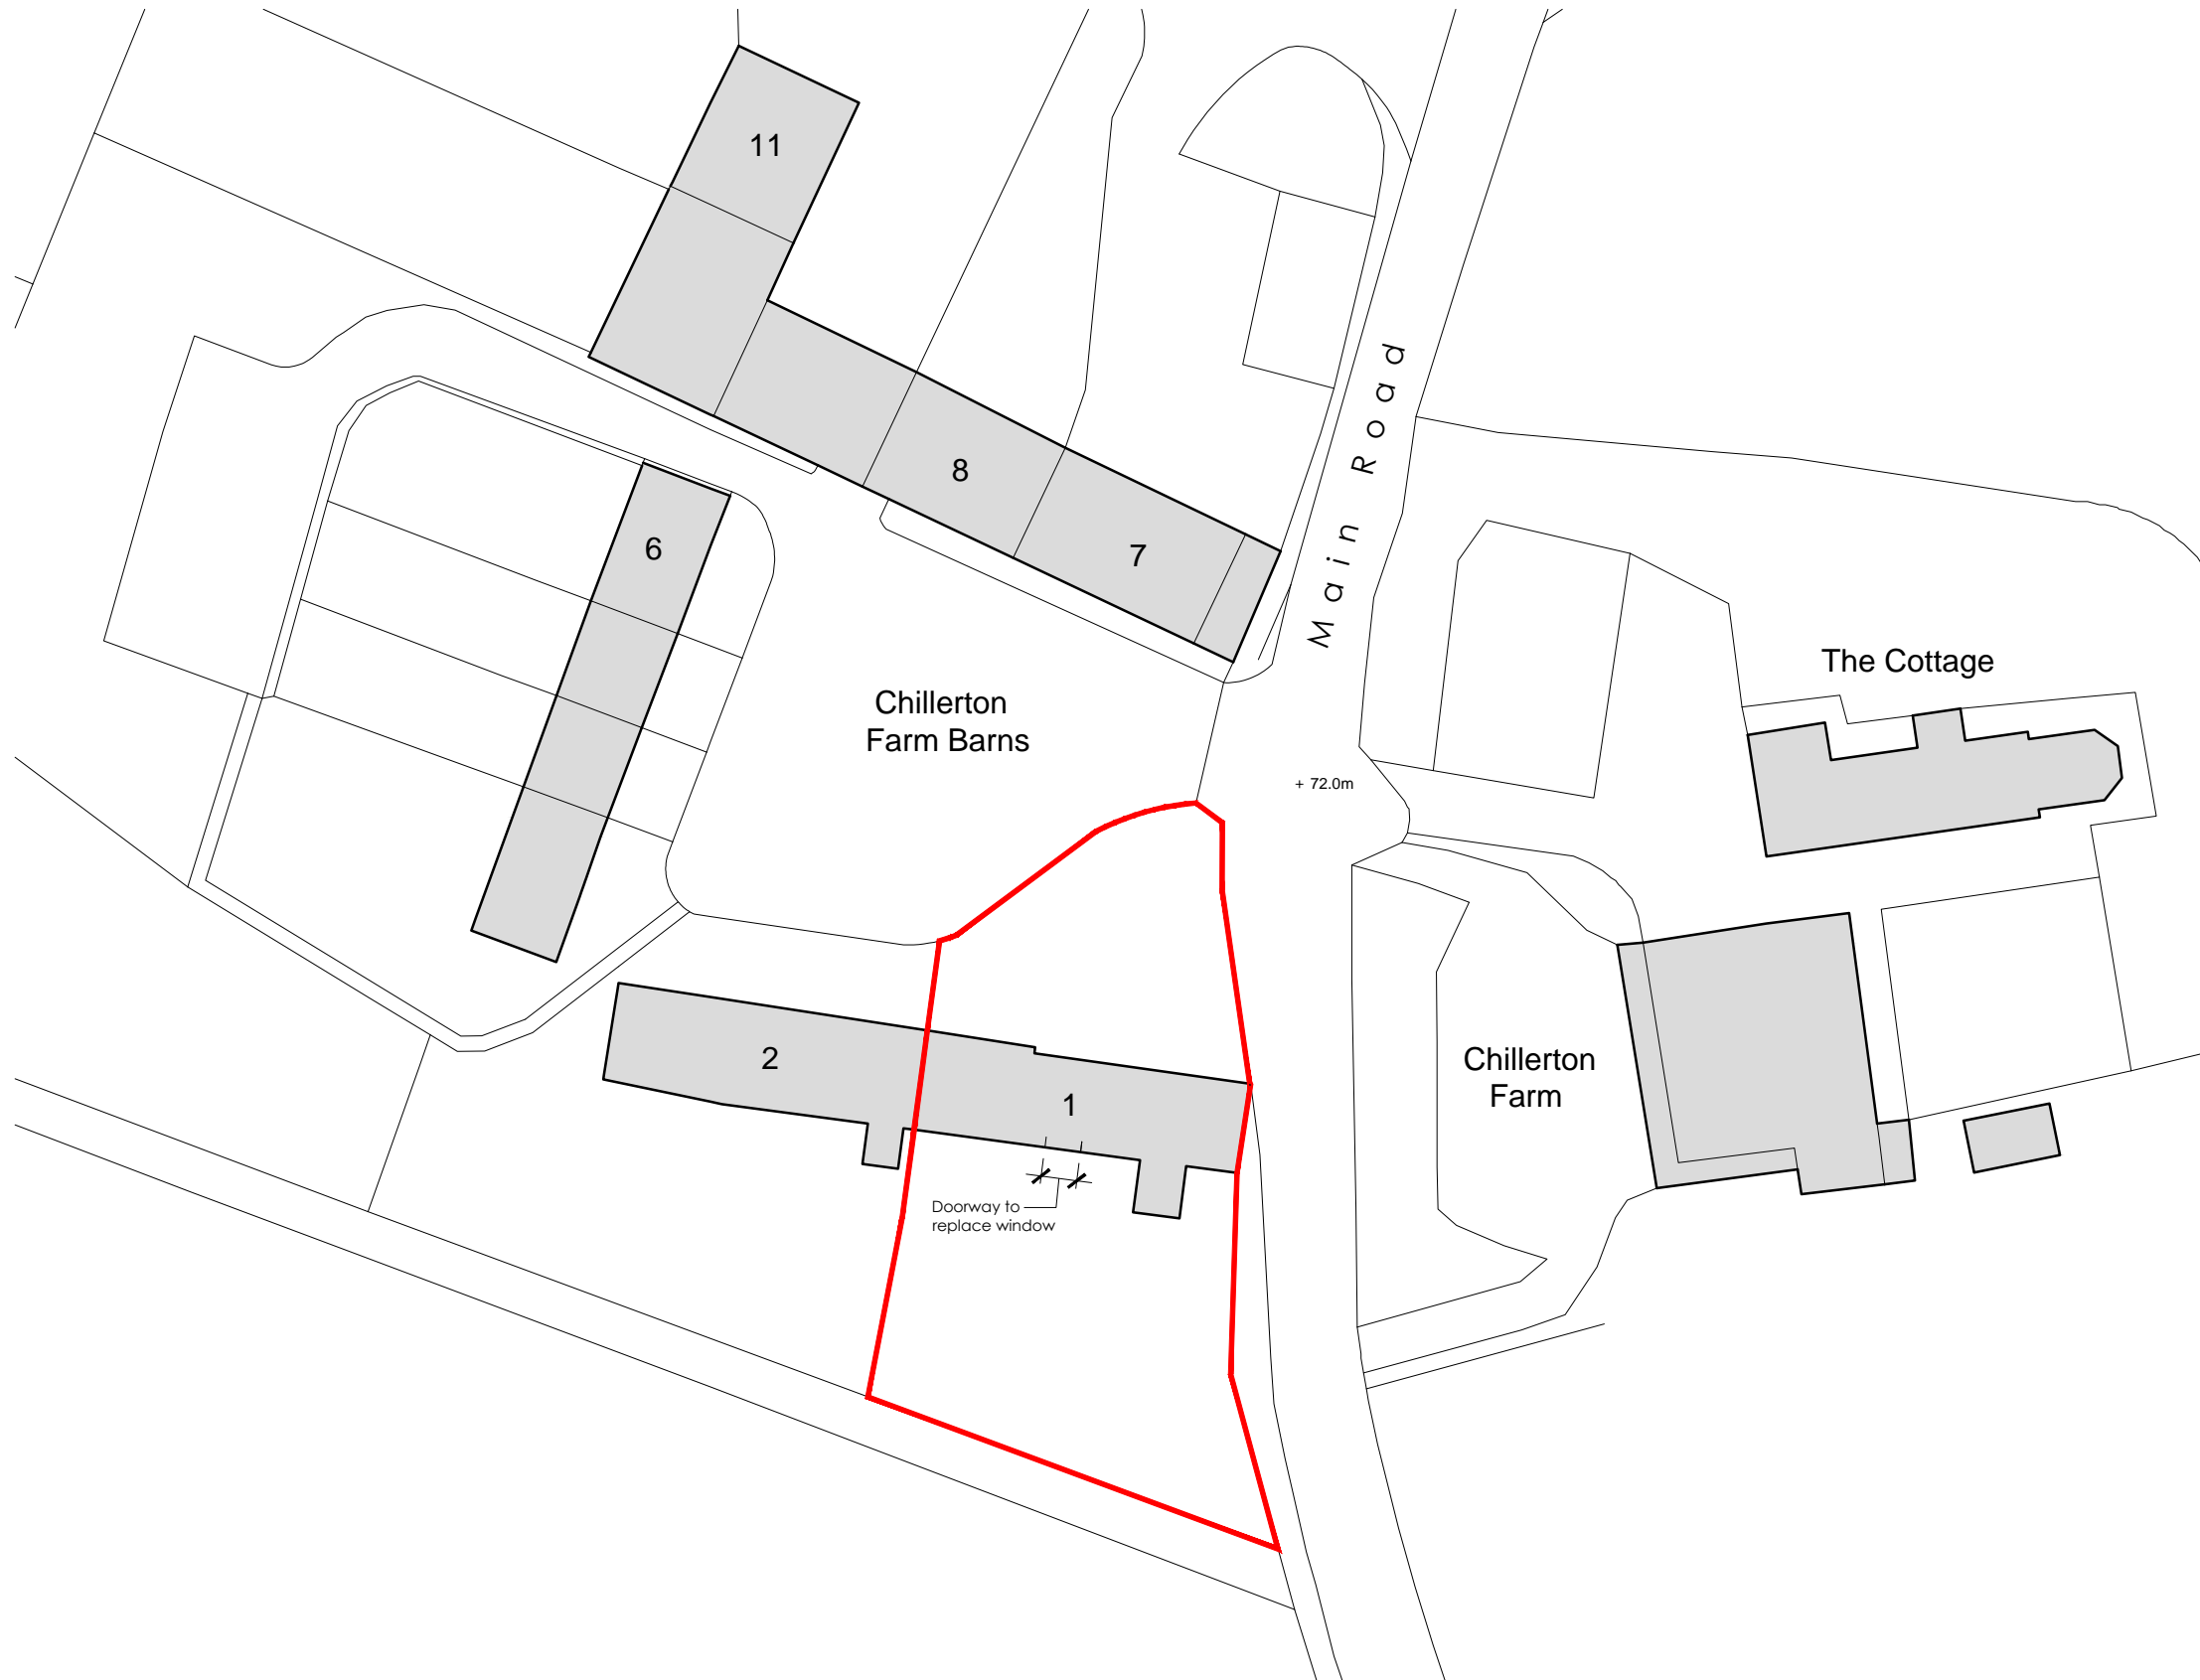 11
8
6
7
Main Road
The Cottage
Chillerton
Farm Barns
+ 72.0m
2
1
Chillerton
Farm
Doorway to
replace window